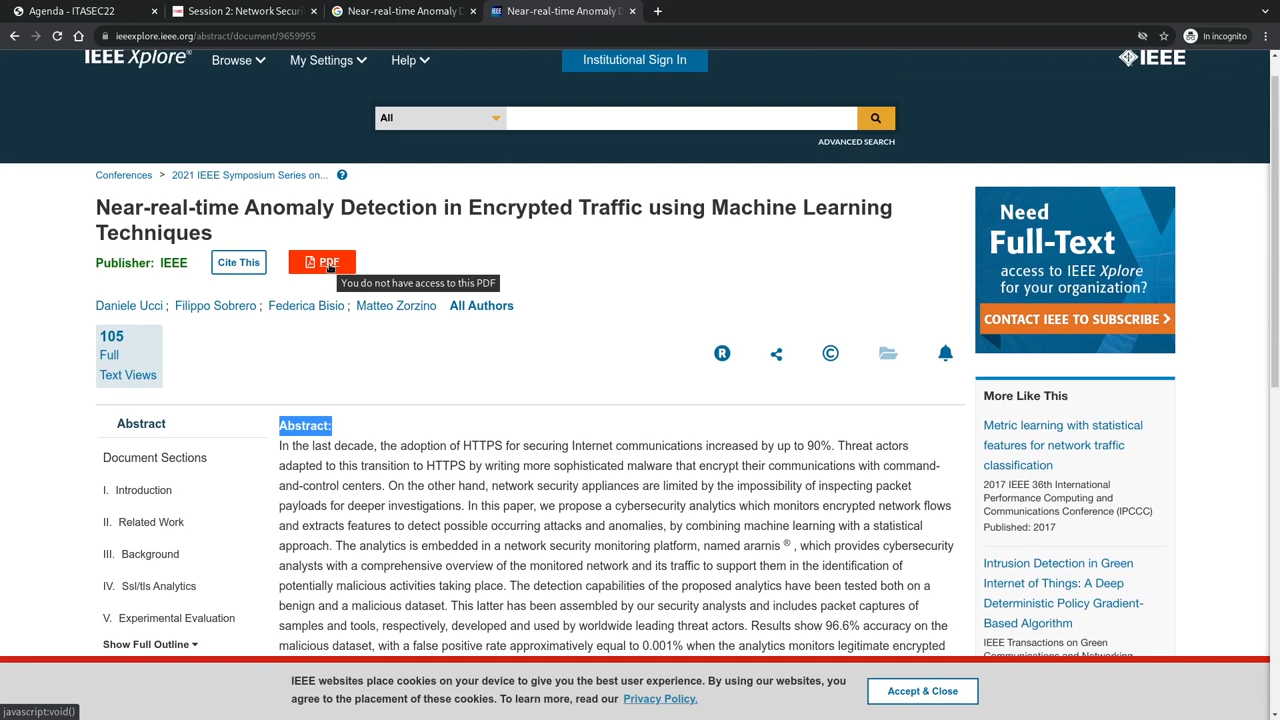 Agenda - ITASEC22
Session 2: Network Securi
Near-real-time Anomaly D
Near-real-time Anomaly D
ieeexplore.ieee.org/abstract/document/9659955
In incognito
IEEE Xplore®
Browse
My Settings
Help
Institutional Sign In
IEEE
All
ADVANCED SEARCH
Conferences > 2021 IEEE Symposium Series on... ?
Near-real-time Anomaly Detection in Encrypted Traffic using Machine Learning
Techniques
Publisher: IEEE
Cite This
PDF
You do not have access to this PDF
Daniele Ucci ; Filippo Sobrero ; Federica Bisio ; Matteo Zorzino All Authors
105
Full
Text Views
R
©
Abstract
Document Sections
I. Introduction
II. Related Work
III. Background
IV. Ssl/tls Analytics
V. Experimental Evaluation
Show Full Outline
Abstract:
In the last decade, the adoption of HTTPS for securing Internet communications increased by up to 90%. Threat actors
adapted to this transition to HTTPS by writing more sophisticated malware that encrypt their communications with command-
and-control centers. On the other hand, network security appliances are limited by the impossibility of inspecting packet
payloads for deeper investigations. In this paper, we propose a cybersecurity analytics which monitors encrypted network flows
and extracts features to detect possible occurring attacks and anomalies, by combining machine learning with a statistical
approach. The analytics is embedded in a network security monitoring platform, named ararnis ® , which provides cybersecurity
analysts with a comprehensive overview of the monitored network and its traffic to support them in the identification of
potentially malicious activities taking place. The detection capabilities of the proposed analytics have been tested both on a
benign and a malicious dataset. This latter has been assembled by our security analysts and includes packet captures of
samples and tools, respectively, developed and used by worldwide leading threat actors. Results show 96.6% accuracy on the
malicious dataset, with a false positive rate approximately equal to 0.001% when the analytics monitors legitimate encrypted
Need
Full-Text
access to IEEE Xplore
for your organization?
CONTACT IEEE TO SUBSCRIBE >
More Like This
Metric learning with statistical
features for network traffic
classification
2017 IEEE 36th International
Performance Computing and
Communications Conference (IPCCC)
Published: 2017
Intrusion Detection in Green
Internet of Things: A Deep
Deterministic Policy Gradient-
Based Algorithm
IEEE Transactions on Green
Communications and Networking
IEEE websites place cookies on your device to give you the best user experience. By using our websites, you
agree to the placement of these cookies. To learn more, read our Privacy Policy.
Accept & Close
javascript:void()